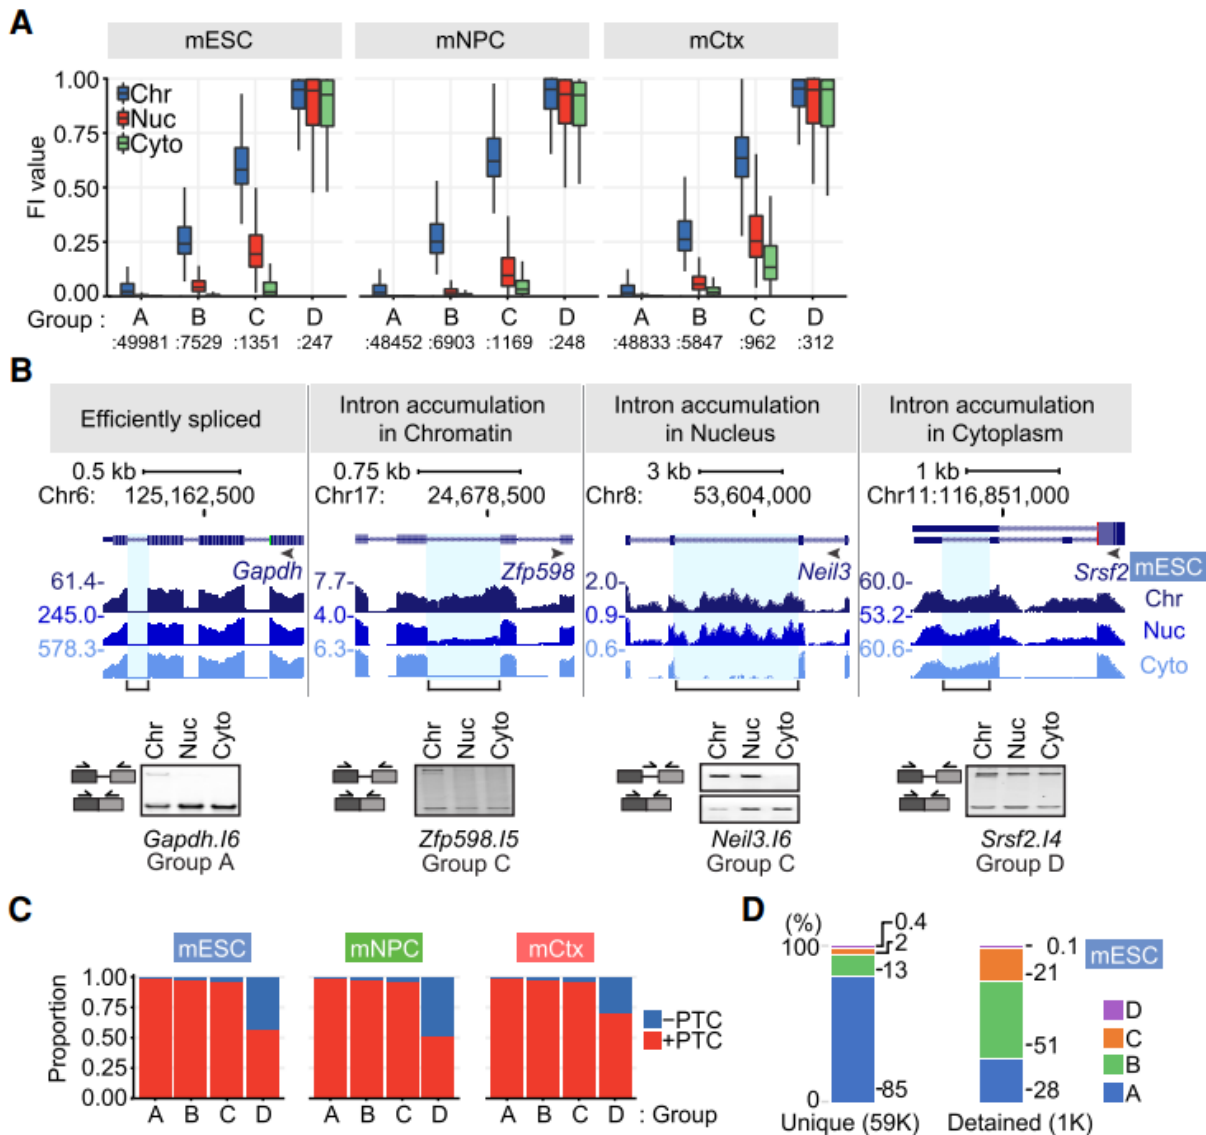 A
mESC mNPC mCtx
1.00
0.75
0.50
0.25
0.00
FI value
Chr
Nuc
Cyto
Group : A B C D A B C D A B C D
:49981 :7529 :1351 :247 :48452 :6903 :1169 :248 :48833 :5847 :962 :312
B
Efficiently spliced
Intron accumulation
in Chromatin
Intron accumulation
in Nucleus
Intron accumulation
in Cytoplasm
0.5 kb 0.75 kb 3 kb 1 kb
Chr6: 125,162,500 Chr17: 24,678,500 Chr8: 53,604,000 Chr11:116,851,000
Gapdh Zfp598 Neil3 Srsf2 mESC
61.4- 7.7- 2.0- 60.0- Chr
245.0- 4.0- 0.9- 53.2- Nuc
578.3- 6.3- 0.6- 60.6- Cyto
Chr Nuc Cyto Chr Nuc Cyto Chr Nuc Cyto Chr Nuc Cyto
Gapdh.I6 Zfp598.I5 Neil3.I6 Srsf2.I4
Group A Group C Group C Group D
C
mESC mNPC mCtx
1.00
0.75
0.50
0.25
0.00
Proportion
-PTC
+PTC
A B C D A B C D A B C D : Group
D
(%)
100
0
0.4
2
-13
-85
- 0.1
-21
-51
-28
mESC
D
C
B
A
Unique (59K) Detained (1K)